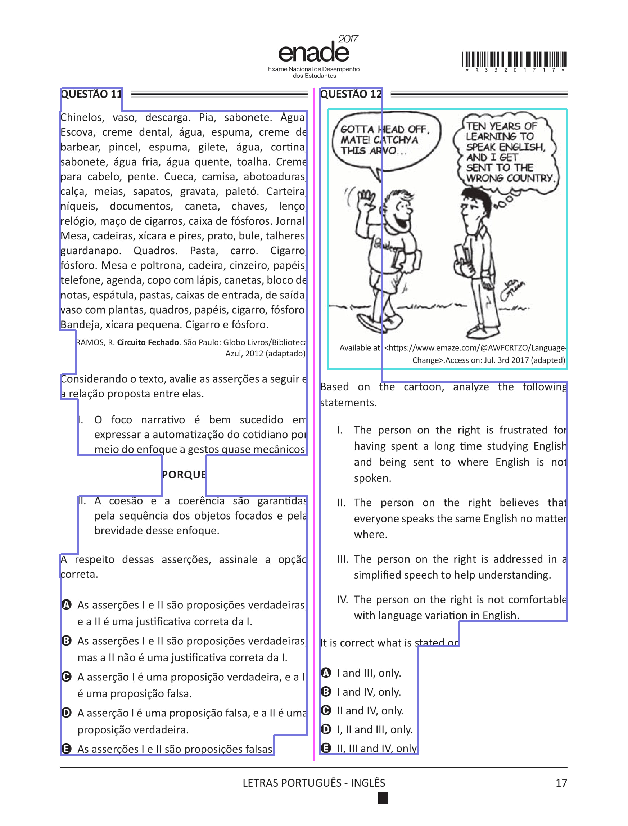 2017
enade
Exame Nacional de Desempenho
dos Estudantes
QUESTÃO 11
Chinelos, vaso, descarga. Pia, sabonete. Água
Escova, creme dental, água, espuma, creme de
barbear, pincel, espuma, gilete, água, cortina
sabonete, água fria, água quente, toalha. Creme
para cabelo, pente. Cueca, camisa, abotoaduras
calça, meias, sapatos, gravata, paletó. Carteira
níqueis, documentos, caneta, chaves, lenço
relógio, maço de cigarros, caixa de fósforos. Jornal
Mesa, cadeiras, xícara e pires, prato, bule, talheres
guardanapo. Quadros. Pasta, carro. Cigarro
fósforo. Mesa e poltrona, cadeira, cinzeiro, papéis
telefone, agenda, copo com lápis, canetas, bloco de
notas, espátula, pastas, caixas de entrada, de saída
vaso com plantas, quadros, papéis, cigarro, fósforo
Bandeja, xícara pequena. Cigarro e fósforo.
RAMOS, R. Circuito Fechado. São Paulo: Globo Livros/Biblioteca
Azul, 2012 (adaptado)
Considerando o texto, avalie as asserções a seguir e
a relação proposta entre elas.
I. O foco narrativo é bem sucedido em
expressar a automatização do cotidiano por
meio do enfoque a gestos quase mecânicos
PORQUE
II. A coesão e a coerência são garantidas
pela sequência dos objetos focados e pela
brevidade desse enfoque.
A respeito dessas asserções, assinale a opção
correta.
A As asserções I e II são proposições verdadeiras
e a II é uma justificativa correta da I.
B As asserções I e II são proposições verdadeiras
mas a II não é uma justificativa correta da I.
C A asserção I é uma proposição verdadeira, e a I
é uma proposição falsa.
D A asserção I é uma proposição falsa, e a II é uma
proposição verdadeira.
E As asserções I e II são proposições falsas
QUESTÃO 12
GOTTA HEAD OFF,
MATE! CATCHYA
THIS ARVO...
TEN YEARS OF
LEARNING TO
SPEAK ENGLISH,
AND I GET
SENT TO THE
WRONG COUNTRY.
Available at: <https://www.emaze.com/@AWFCRTZO/Language-
Change>.Access on: Jul. 3rd 2017 (adapted)
Based on the cartoon, analyze the following
statements.
I. The person on the right is frustrated for
having spent a long time studying English
and being sent to where English is not
spoken.
II. The person on the right believes that
everyone speaks the same English no matter
where.
III. The person on the right is addressed in a
simplified speech to help understanding.
IV. The person on the right is not comfortable
with language variation in English.
It is correct what is stated on
A I and III, only.
B I and IV, only.
C II and IV, only.
D I, II and III, only.
E II, III and IV, only
LETRAS PORTUGUÊS - INGLÊS 17